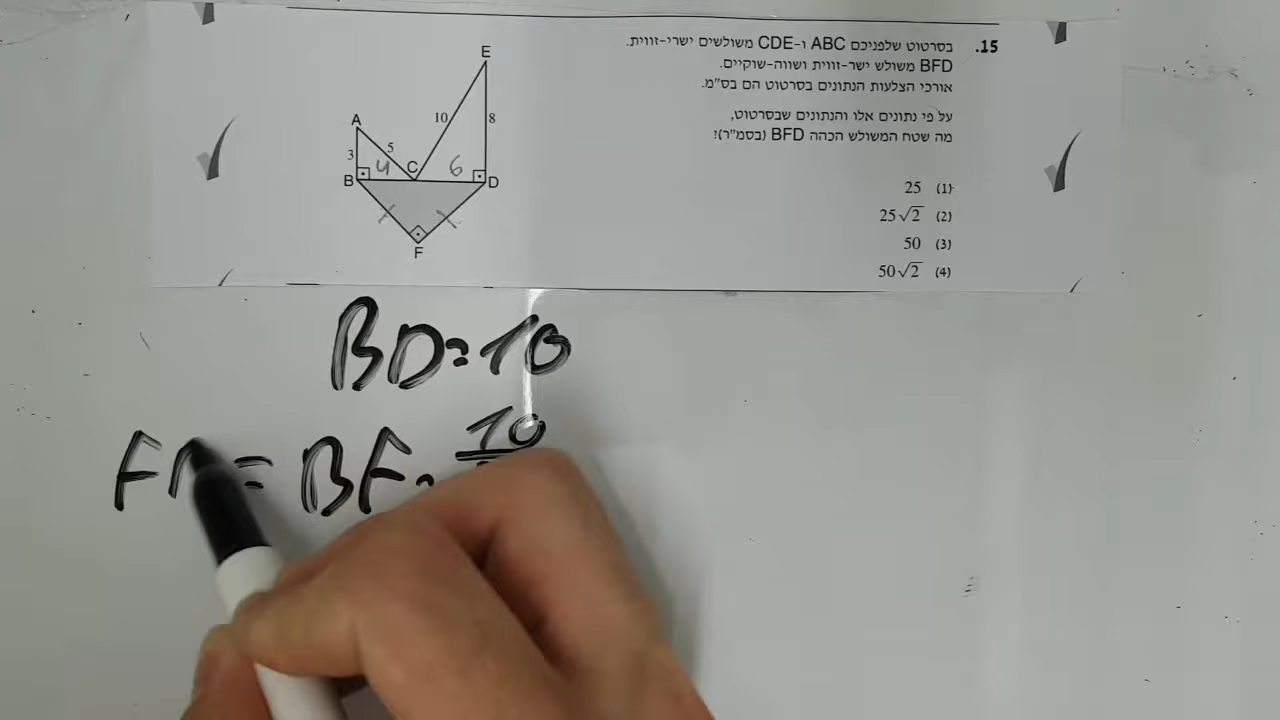 15. בסרטוט שלפניכם ABC ו-CDE משולשים ישרי-זווית.
BFD משולש ישר-זווית ושווה-שוקיים.
אורכי הצלעות הנתונים בסרטוט הם בס"מ.
על פי נתונים אלו והנתונים שבסרטוט,
מה שטח המשולש הכהה BFD (בסמ"ר)?
(1) 25
(2) 25√2
(3) 50
(4) 50√2
E
10
8
A
3
5
4
C
6
B
D
F
BD=10
F = BF = 10